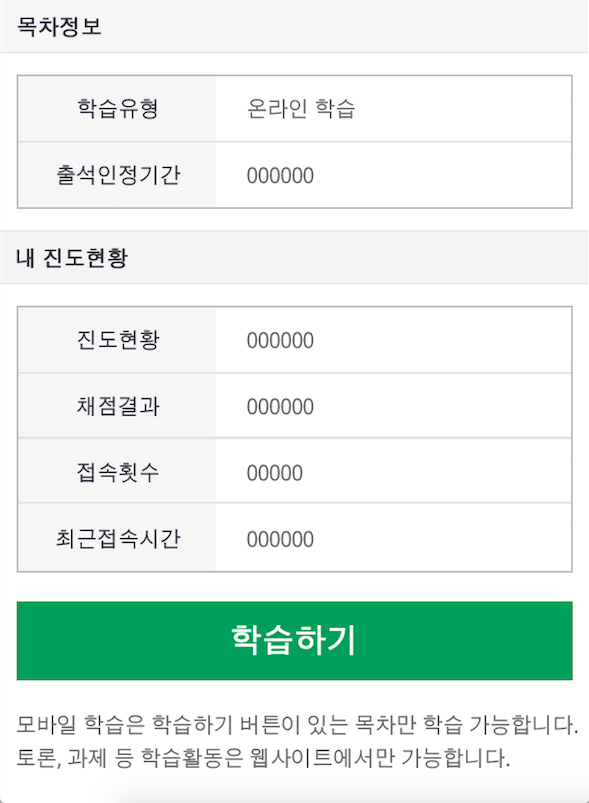 목차정보
학습유형 온라인 학습
출석인정기간 000000
내 진도현황
진도현황 000000
채점결과 000000
접속횟수 00000
최근접속시간 000000
학습하기
모바일 학습은 학습하기 버튼이 있는 목차만 학습 가능합니다.
토론, 과제 등 학습활동은 웹사이트에서만 가능합니다.